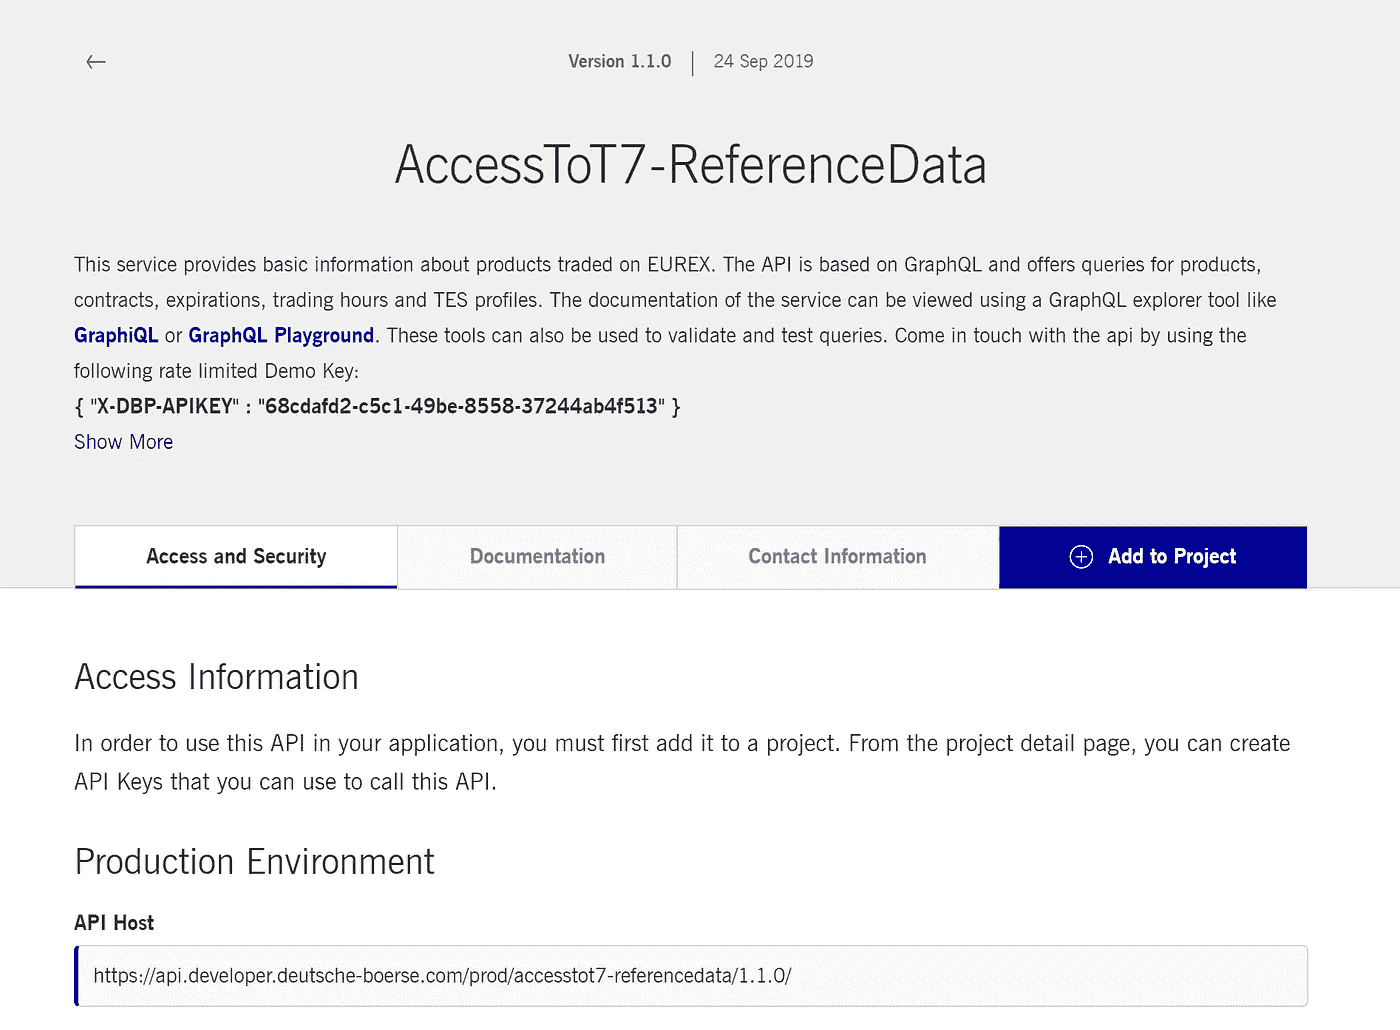 Version 1.1.0 | 24 Sep 2019
AccessToT7-ReferenceData
This service provides basic information about products traded on EUREX. The API is based on GraphQL and offers queries for products,
contracts, expirations, trading hours and TES profiles. The documentation of the service can be viewed using a GraphQL explorer tool like
GraphiQL or GraphQL Playground. These tools can also be used to validate and test queries. Come in touch with the api by using the
following rate limited Demo Key:
{ "X-DBP-APIKEY" : "68cdafd2-c5c1-49be-8558-37244ab4f513" }
Show More
Access and Security
Documentation
Contact Information
Add to Project
Access Information
In order to use this API in your application, you must first add it to a project. From the project detail page, you can create
API Keys that you can use to call this API.
Production Environment
API Host
https://api.developer.deutsche-boerse.com/prod/accesstot7-referencedata/1.1.0/